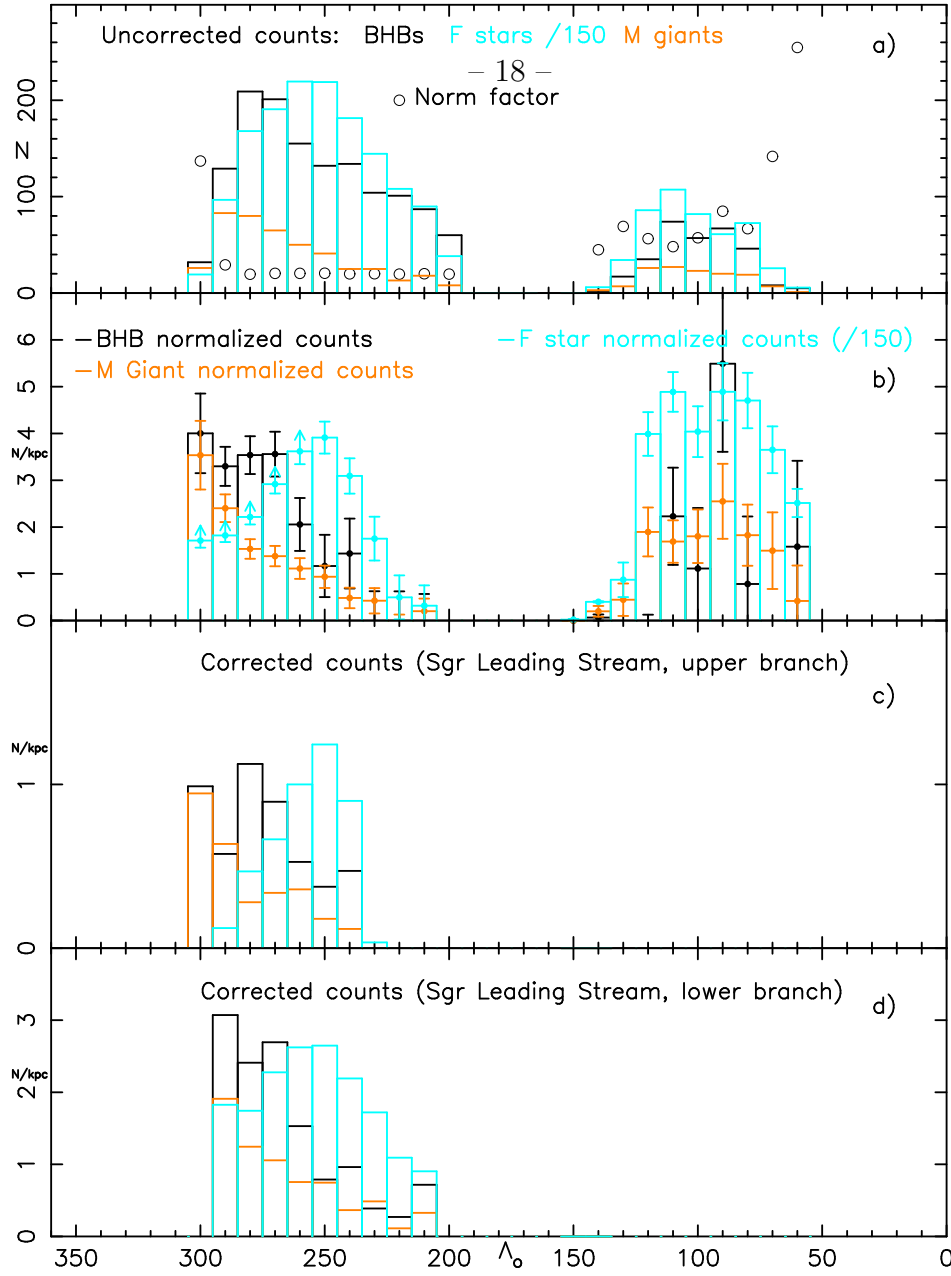 Uncorrected counts: BHBs F stars /150 M giants
a)
– 18 –
Norm factor
200
N
100
0
BHB normalized counts
F star normalized counts (/150)
M Giant normalized counts
b)
6
5
4
N/kpc
3
2
1
0
Corrected counts (Sgr Leading Stream, upper branch)
c)
N/kpc
1
0
Corrected counts (Sgr Leading Stream, lower branch)
d)
3
N/kpc
2
1
0
350 300 250 200 Λ₀ 150 100 50 0